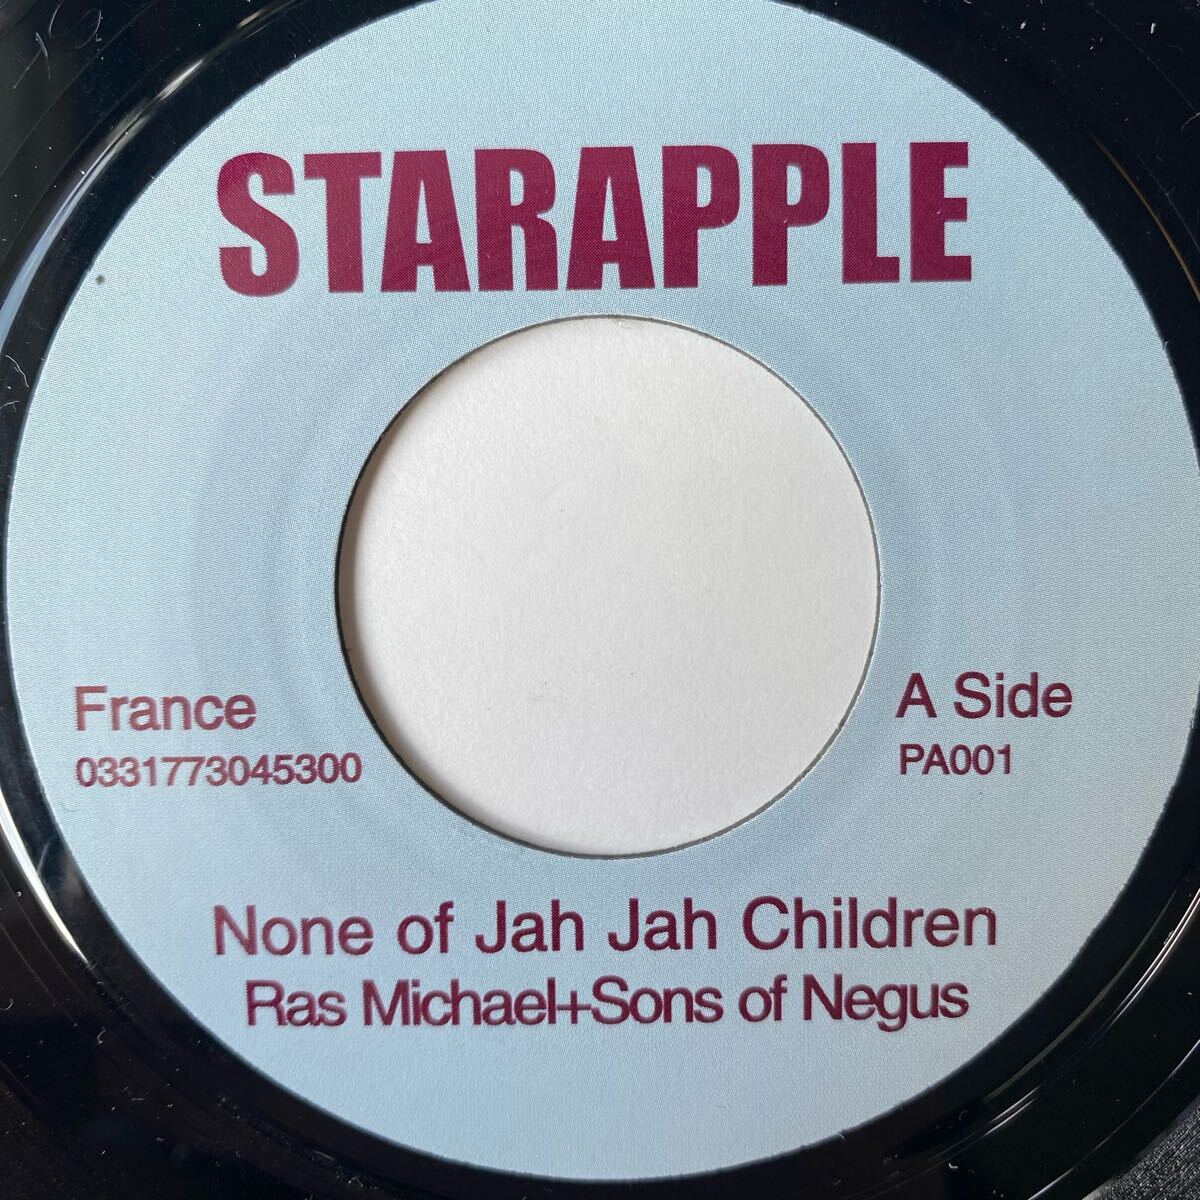 STARAPPLE
France
0331773045300
A Side
PA001
None of Jah Jah Children
Ras Michael+Sons of Negus